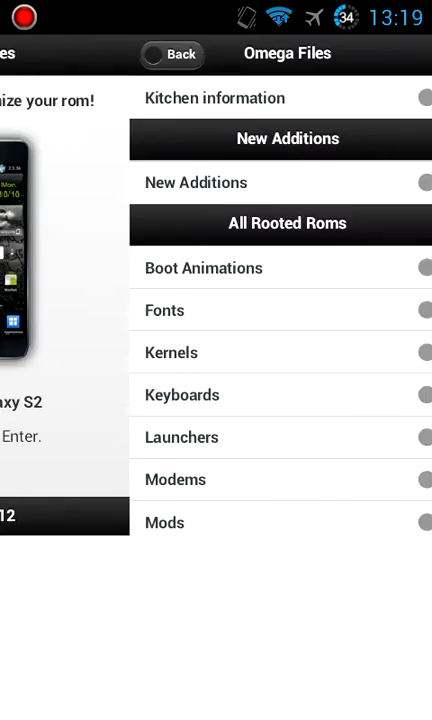 34 13:19
es
Back
Omega Files
nize your rom!
Kitchen information
New Additions
New Additions
All Rooted Roms
Boot Animations
Fonts
Kernels
Keyboards
axy S2
Launchers
Enter.
Modems
12
Mods